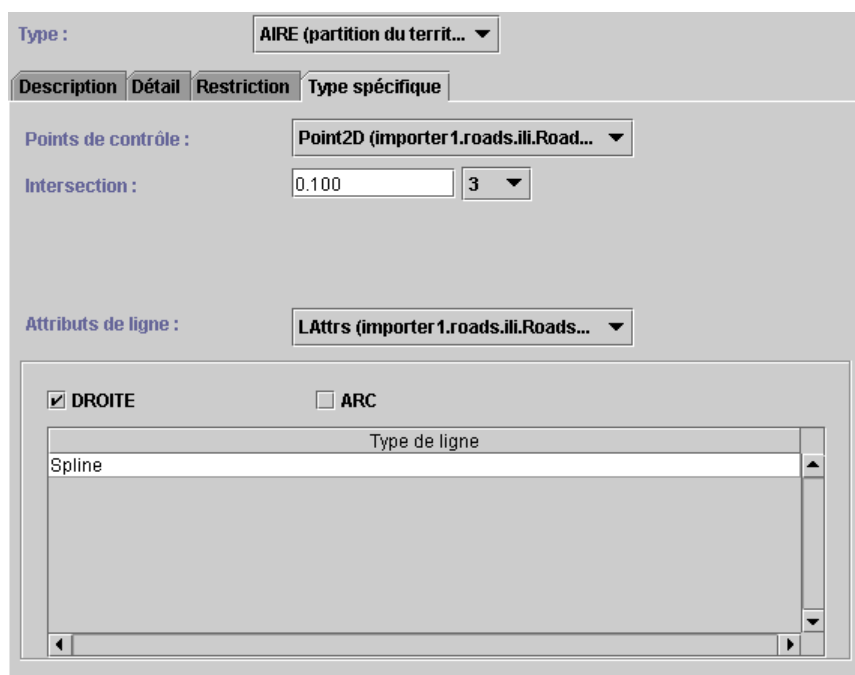 Type : AIRE (partition du territ...
Description Détail Restriction Type spécifique
Points de contrôle : Point2D (importer1.roads.ili.Road...
Intersection : 0.100 3
Attributs de ligne : LAttrs (importer1.roads.ili.Roads...
DROITE ARC
Type de ligne
Spline